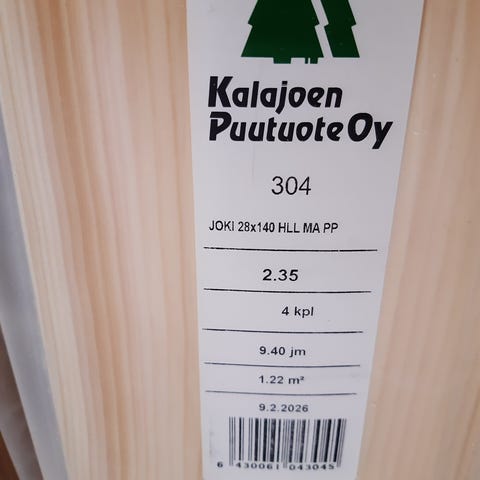 Kalajoen
Puutuote Oy
304
JOKI 28x140 HLL MA PP
2.35
4 kpl
9.40 jm
1.22 m²
9.2.2026
6 430061 043045